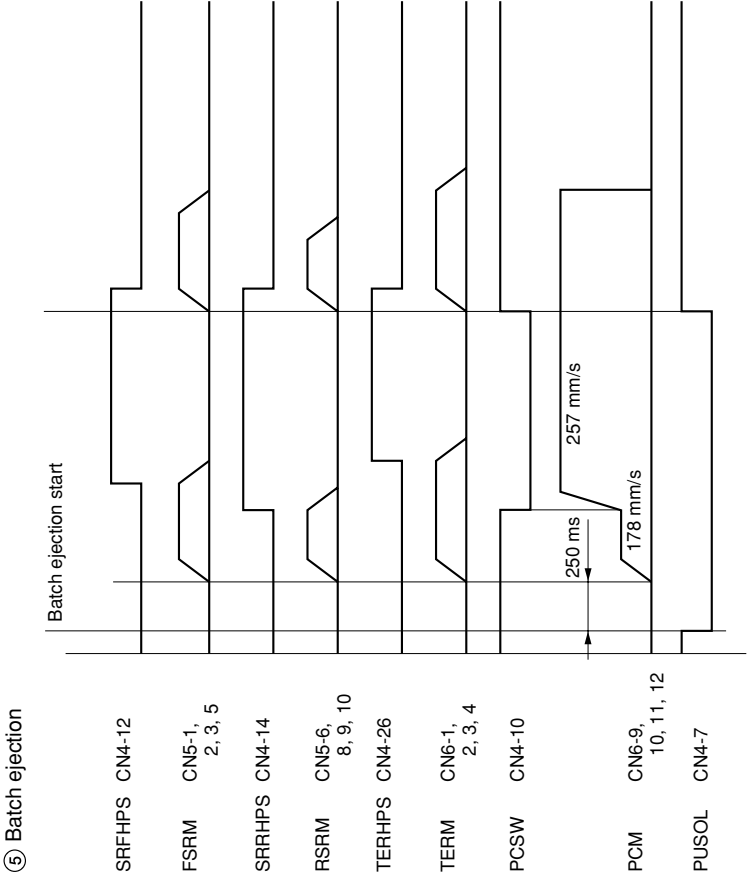 ⑤ Batch ejection
Batch ejection start
SRFHPS CN4-12
FSRM CN5-1,
2, 3, 5
SRRHPS CN4-14
RSRM CN5-6,
8, 9, 10
TERHPS CN4-26
TERM CN6-1,
2, 3, 4
PCSW CN4-10
250 ms
178 mm/s
257 mm/s
PCM CN6-9,
10, 11, 12
PUSOL CN4-7